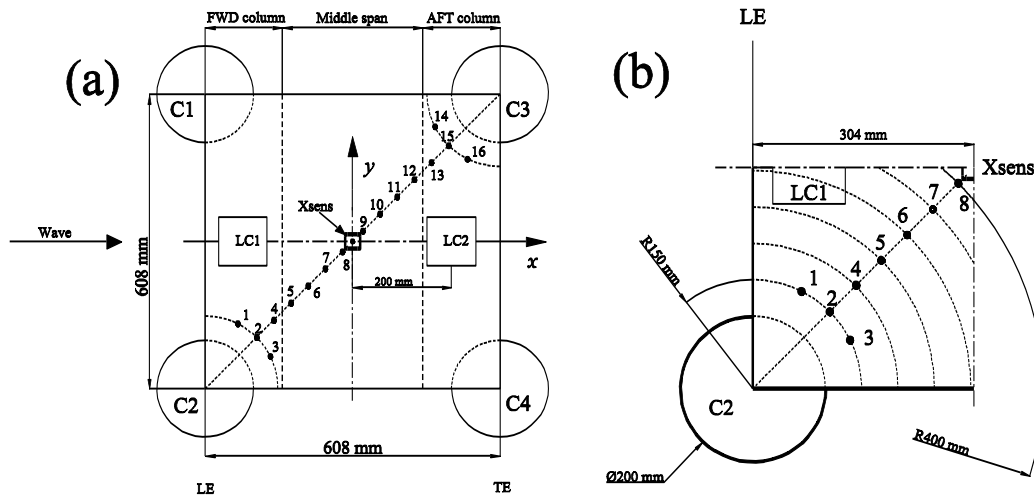 FWD column
Middle span
AFT column
(a)
C1
C3
14
15
16
13
12
11
10
9
y
Xsens
Wave
LC1
LC2
x
8
7
200 mm
6
5
4
1
2
3
608 mm
C2
C4
608 mm
LE
TE
(b)
LE
304 mm
Xsens
LC1
7
8
6
5
R150 mm
1
4
2
3
C2
R400 mm
Ø200 mm